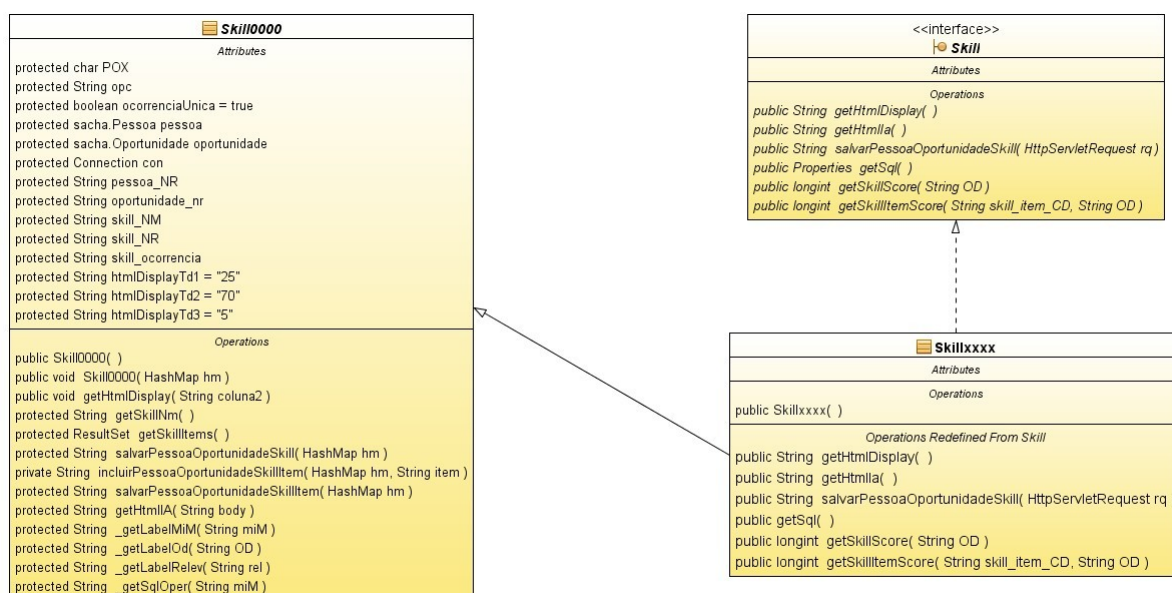 Skill0000
Attributes
protected char POX
protected String opc
protected boolean ocorrenciaUnica = true
protected sacha.Pessoa pessoa
protected sacha.Oportunidade oportunidade
protected Connection con
protected String pessoa_NR
protected String oportunidade_nr
protected String skill_NM
protected String skill_NR
protected String skill_ocorrencia
protected String htmlDisplayTd1 = "25"
protected String htmlDisplayTd2 = "70"
protected String htmlDisplayTd3 = "5"
Operations
public Skill0000( )
public void Skill0000( HashMap hm )
public void getHtmlDisplay( String coluna2 )
protected String getSkillNm( )
protected ResultSet getSkillItems( )
protected String salvarPessoaOportunidadeSkill( HashMap hm )
private String incluirPessoaOportunidadeSkillItem( HashMap hm, String item )
protected String salvarPessoaOportunidadeSkillItem( HashMap hm )
protected String getHtmlIA( String body )
protected String _getLabelMiM( String miM )
protected String _getLabelOd( String OD )
protected String _getLabelRelev( String rel )
protected String _getSqlOper( String miM )
<<interface>>
Skill
Attributes
Operations
public String getHtmlDisplay( )
public String getHtmlIa( )
public String salvarPessoaOportunidadeSkill( HttpServletRequest rq )
public Properties getSql( )
public longint getSkillScore( String OD )
public longint getSkillItemScore( String skill_item_CD, String OD )
Skillxxxx
Attributes
Operations
public Skillxxxx( )
Operations Redefined From Skill
public String getHtmlDisplay( )
public String getHtmlIa( )
public String salvarPessoaOportunidadeSkill( HttpServletRequest rq
public getSql( )
public longint getSkillScore( String OD )
public longint getSkillItemScore( String skill_item_CD, String OD )